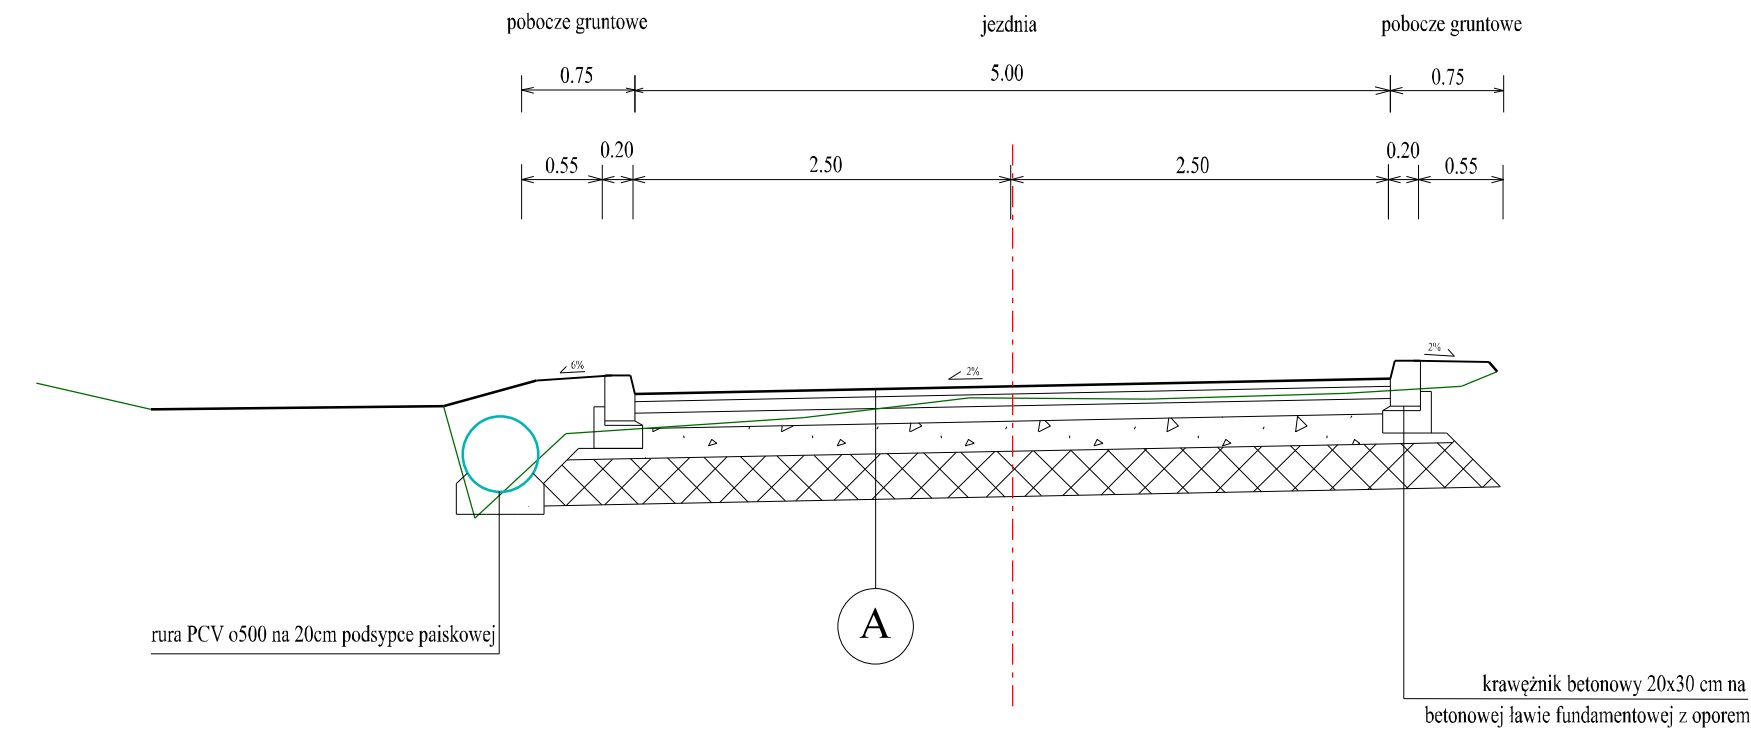 pobocze gruntowe
jezdnia
pobocze gruntowe
0.75
5.00
0.75
0.55
0.20
2.50
2.50
0.20
0.55
6%
2%
2%
A
rura PCV o500 na 20cm podsypce paiskowej
krawężnik betonowy 20x30 cm na
betonowej ławie fundamentowej z oporem